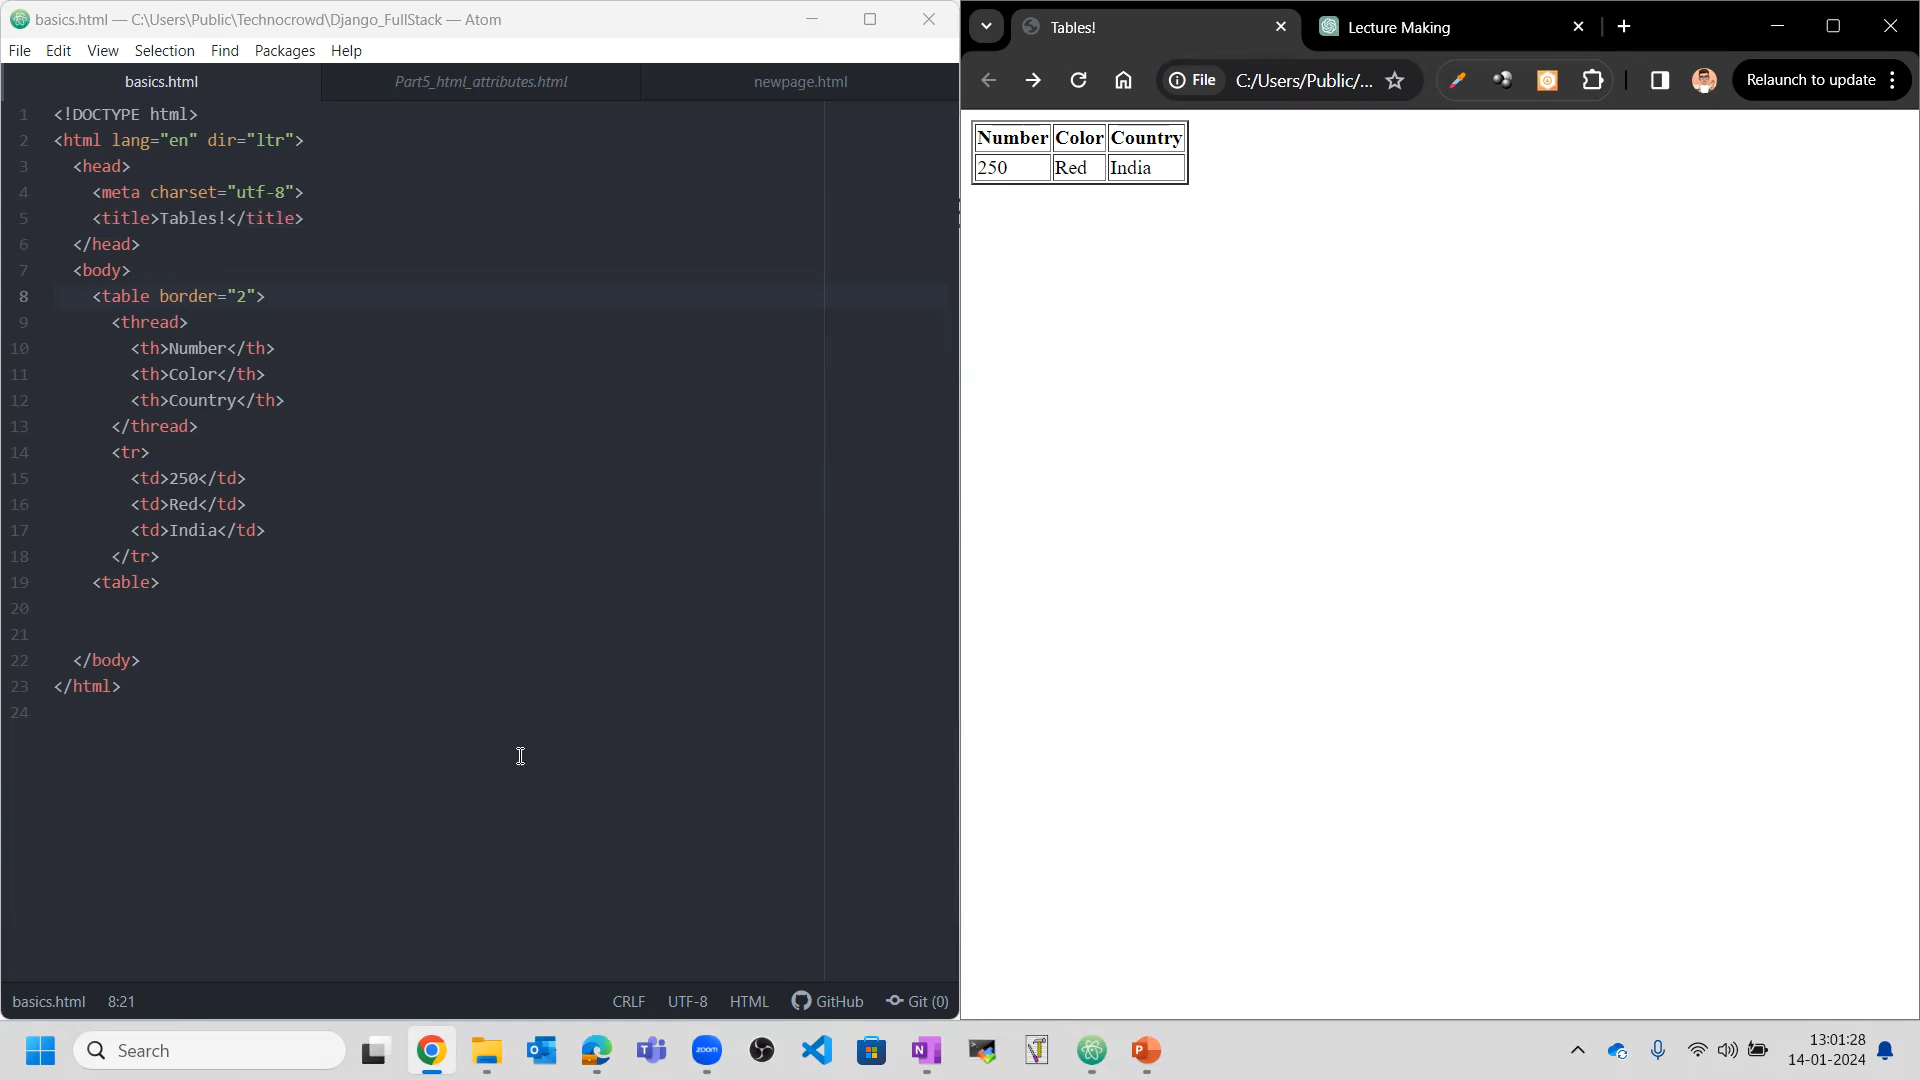 basics.html — C:\Users\Public\Technocrowd\Django_FullStack — Atom
File Edit View Selection Find Packages Help
basics.html Part5_html_attributes.html newpage.html
1 <!DOCTYPE html>
2 <html lang="en" dir="ltr">
3 <head>
4 <meta charset="utf-8">
5 <title>Tables!</title>
6 </head>
7 <body>
8 <table border="2">
9 <thread>
10 <th>Number</th>
11 <th>Color</th>
12 <th>Country</th>
13 </thread>
14 <tr>
15 <td>250</td>
16 <td>Red</td>
17 <td>India</td>
18 </tr>
19 <table>
20
21
22 </body>
23 </html>
24
basics.html 8:21 CRLF UTF-8 HTML GitHub Git (0)
Tables! Lecture Making
File C:/Users/Public/... Relaunch to update
Number Color Country
250 Red India
Search
zoom
13:01:28
14-01-2024